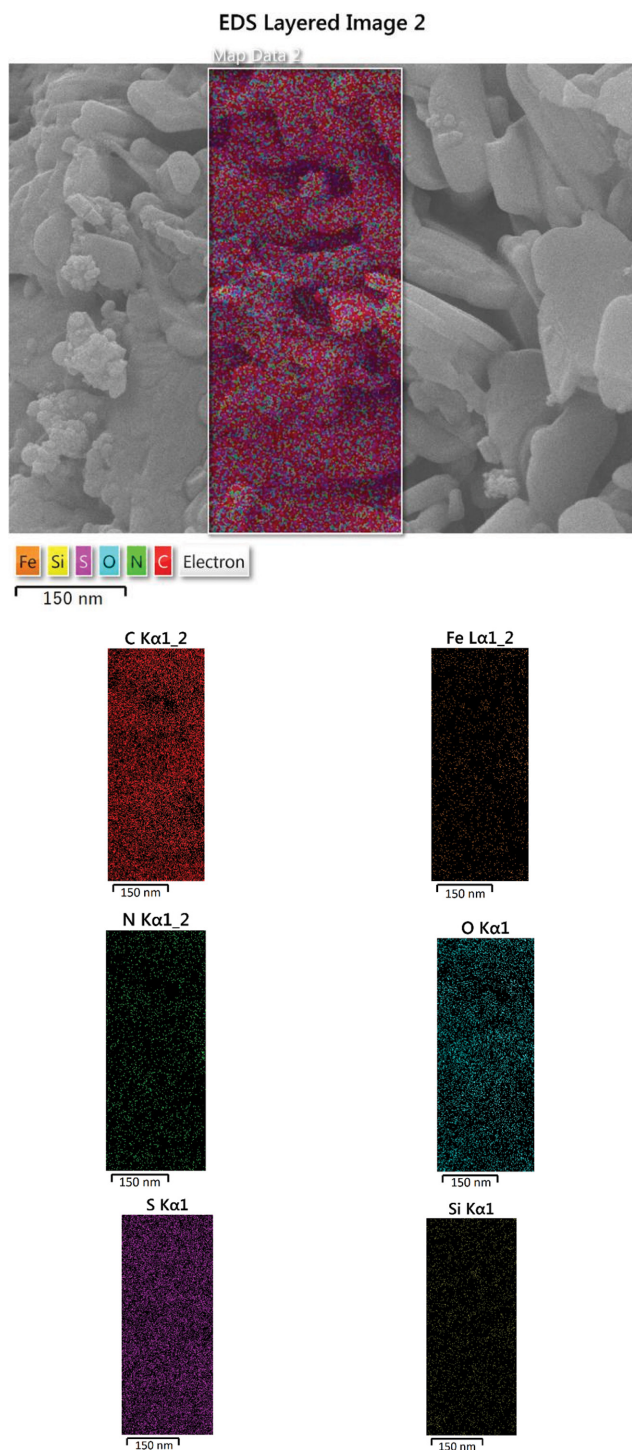 EDS Layered Image 2
Map Data 2
Fe Si S O N C Electron
150 nm
C Kα1_2
Fe Lα1_2
150 nm
150 nm
N Kα1_2
O Kα1
150 nm
150 nm
S Kα1
Si Kα1
150 nm
150 nm